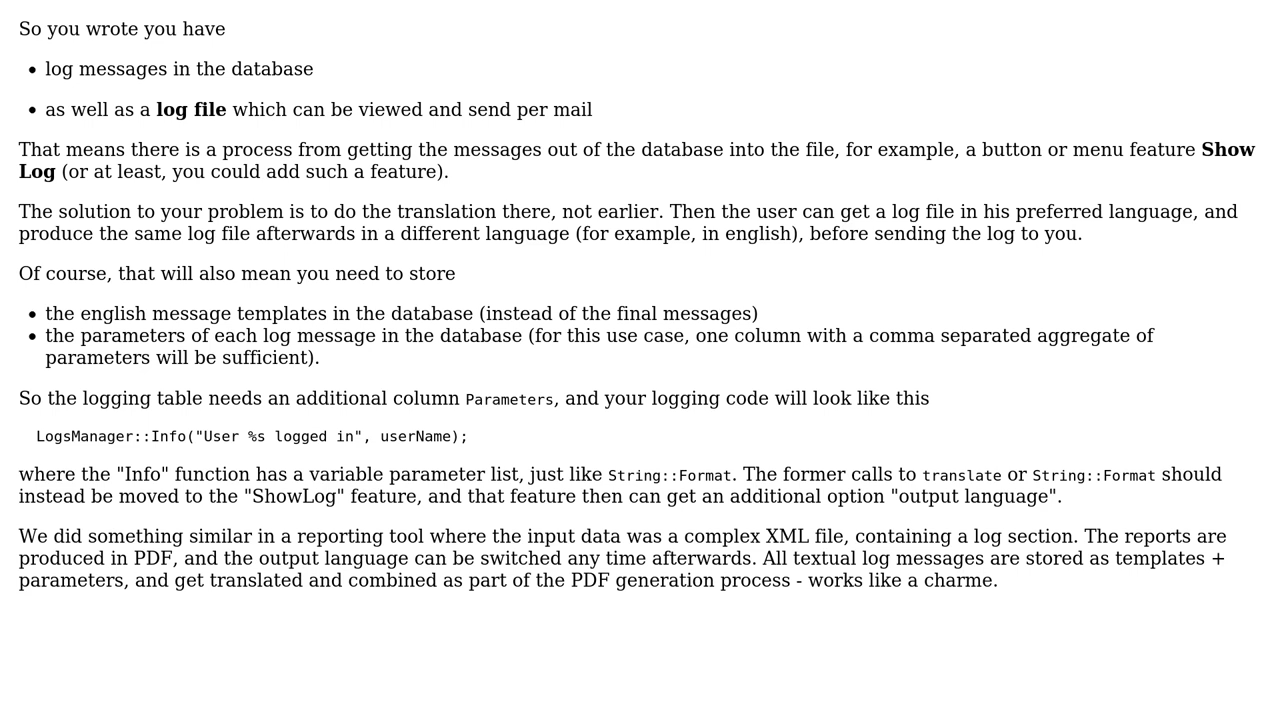 So you wrote you have
• log messages in the database
• as well as a log file which can be viewed and send per mail
That means there is a process from getting the messages out of the database into the file, for example, a button or menu feature Show
Log (or at least, you could add such a feature).
The solution to your problem is to do the translation there, not earlier. Then the user can get a log file in his preferred language, and
produce the same log file afterwards in a different language (for example, in english), before sending the log to you.
Of course, that will also mean you need to store
• the english message templates in the database (instead of the final messages)
• the parameters of each log message in the database (for this use case, one column with a comma separated aggregate of
parameters will be sufficient).
So the logging table needs an additional column Parameters, and your logging code will look like this
LogsManager::Info("User %s logged in", userName);
where the "Info" function has a variable parameter list, just like String::Format. The former calls to translate or String::Format should
instead be moved to the "ShowLog" feature, and that feature then can get an additional option "output language".
We did something similar in a reporting tool where the input data was a complex XML file, containing a log section. The reports are
produced in PDF, and the output language can be switched any time afterwards. All textual log messages are stored as templates +
parameters, and get translated and combined as part of the PDF generation process - works like a charme.